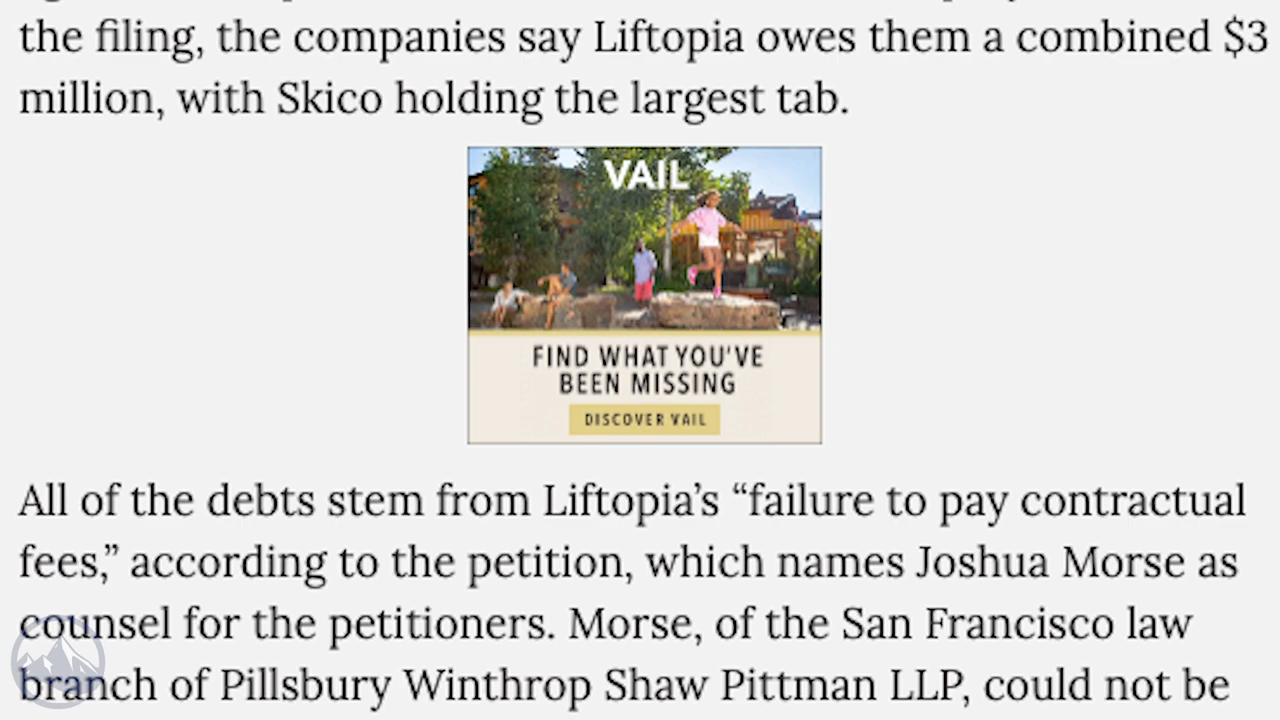 the filing, the companies say Liftopia owes them a combined $3
million, with Skico holding the largest tab.
VAIL
FIND WHAT YOU'VE
BEEN MISSING
DISCOVER VAIL
All of the debts stem from Liftopia’s “failure to pay contractual
fees,” according to the petition, which names Joshua Morse as
counsel for the petitioners. Morse, of the San Francisco law
branch of Pillsbury Winthrop Shaw Pittman LLP, could not be